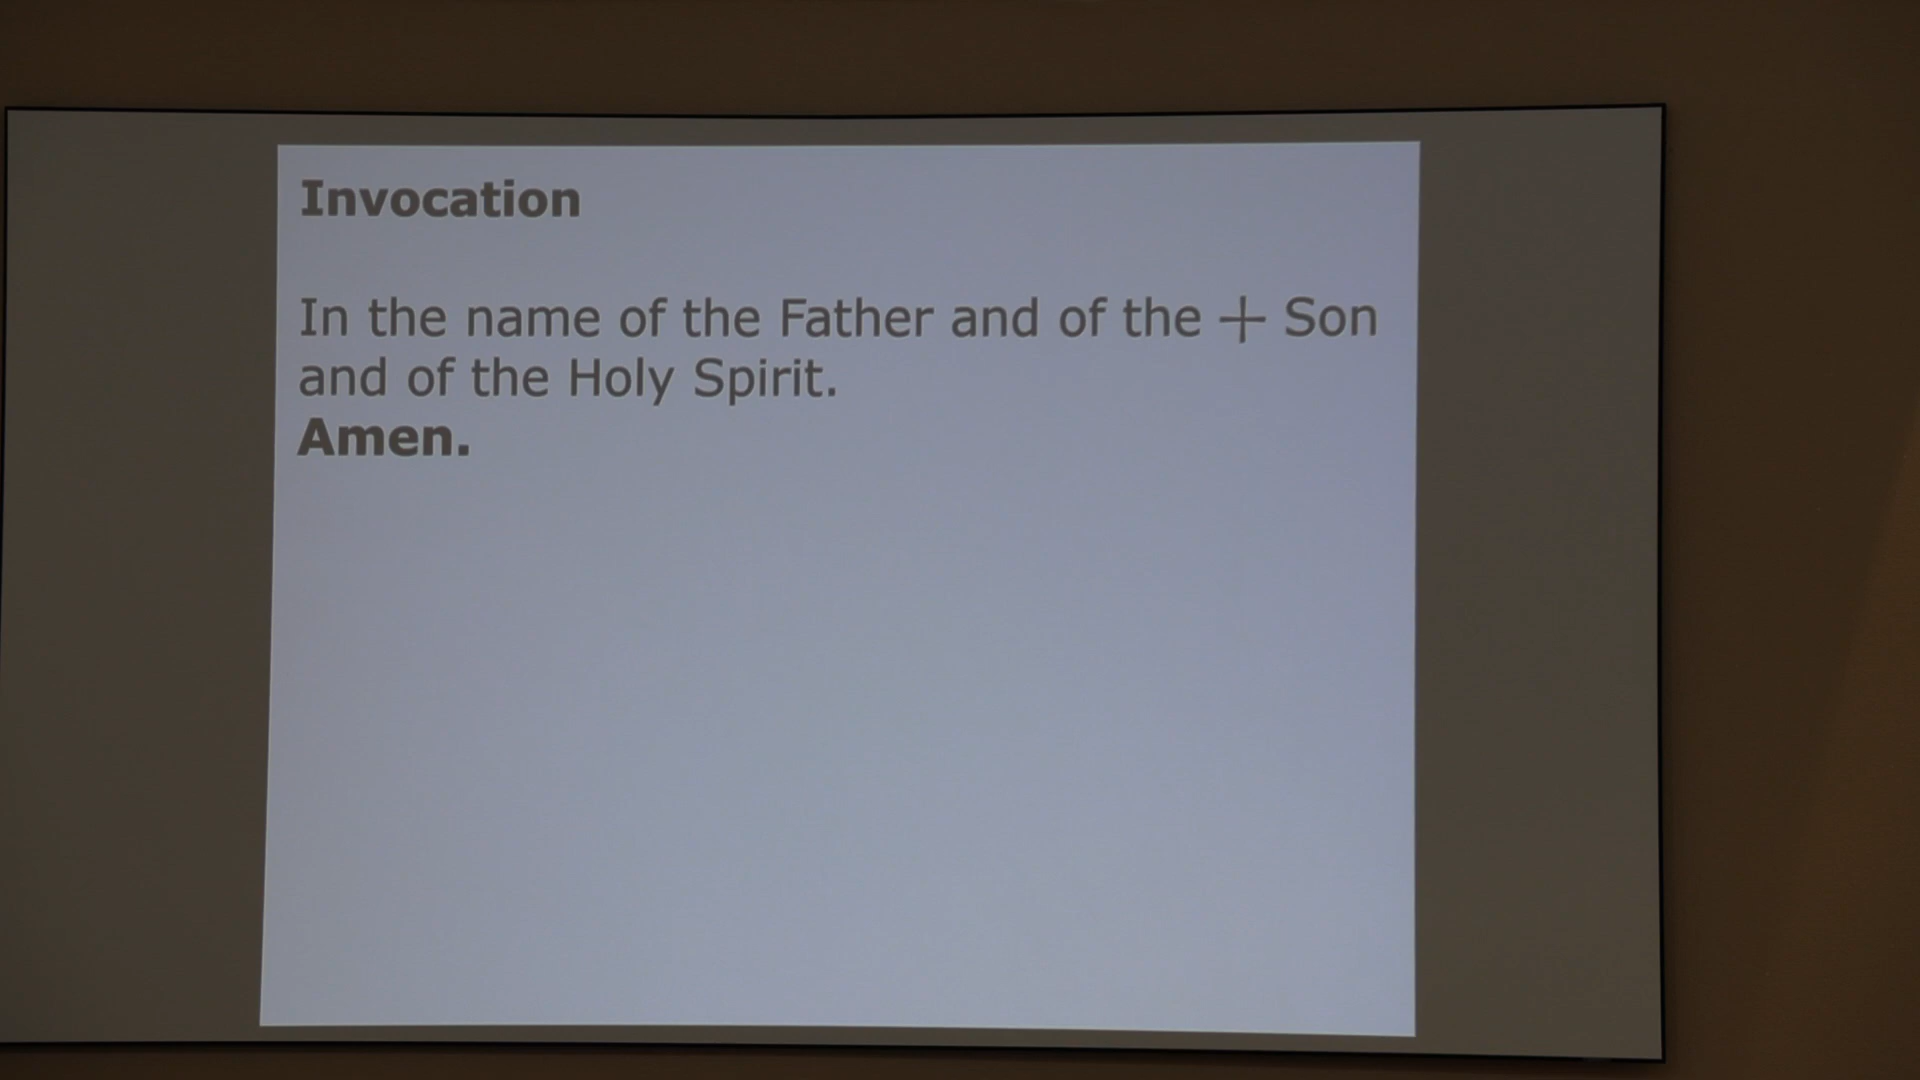 Invocation
In the name of the Father and of the + Son
and of the Holy Spirit.
Amen.